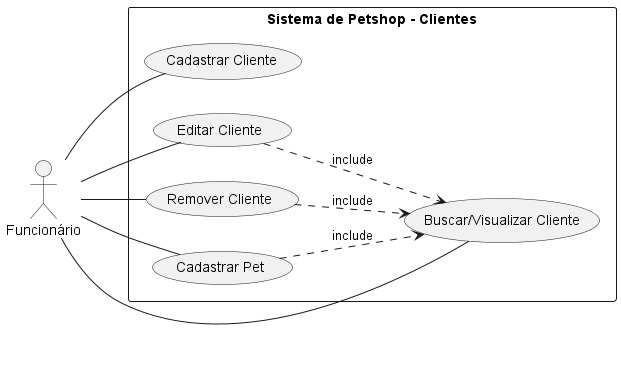 Sistema de Petshop - Clientes
Cadastrar Cliente
Editar Cliente
include
Remover Cliente
include
Buscar/Visualizar Cliente
Funcionário
include
Cadastrar Pet